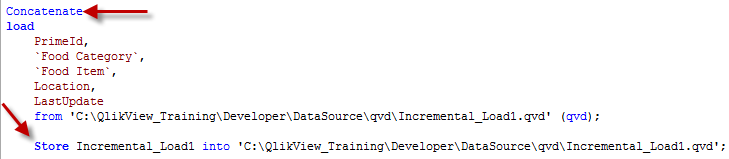 Concatenate
load
PrimeId,
`Food Category`,
`Food Item`,
Location,
LastUpdate
from 'C:\QlikView_Training\Developer\DataSource\qvd\Incremental_Load1.qvd' (qvd);
Store Incremental_Load1 into 'C:\QlikView_Training\Developer\DataSource\qvd\Incremental_Load1.qvd';